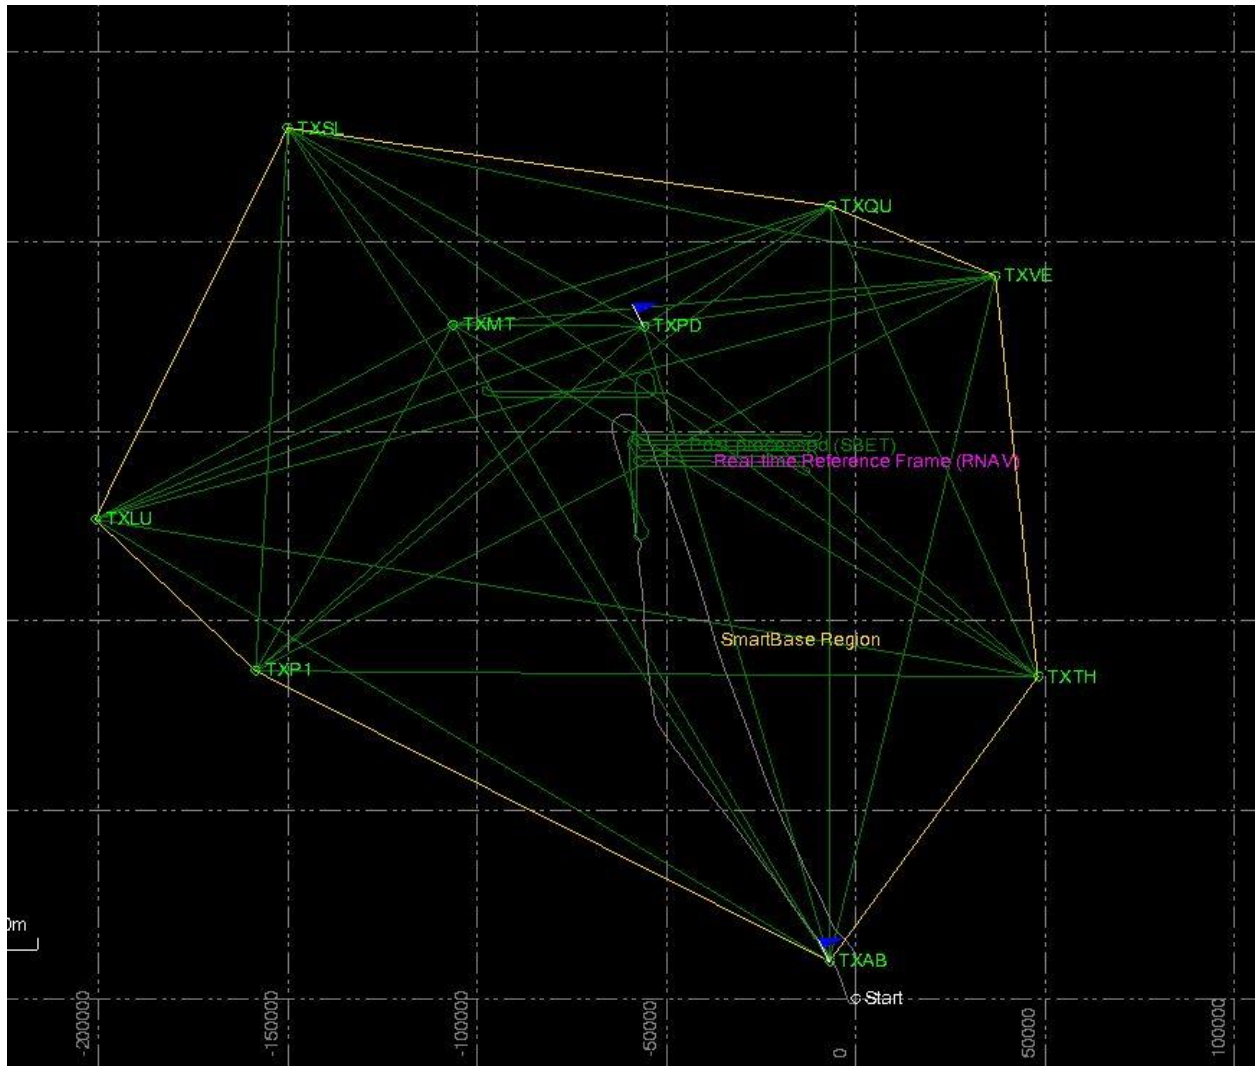 TXSL
TXQU
TXVE
TXMT
TXPD
Post-processed (SBET)
Real-time Reference Frame (RNAV)
TXLU
SmartBase Region
TXP1
TXTH
0m
TXAB
Start
-200000
-150000
-100000
-50000
0
50000
100000